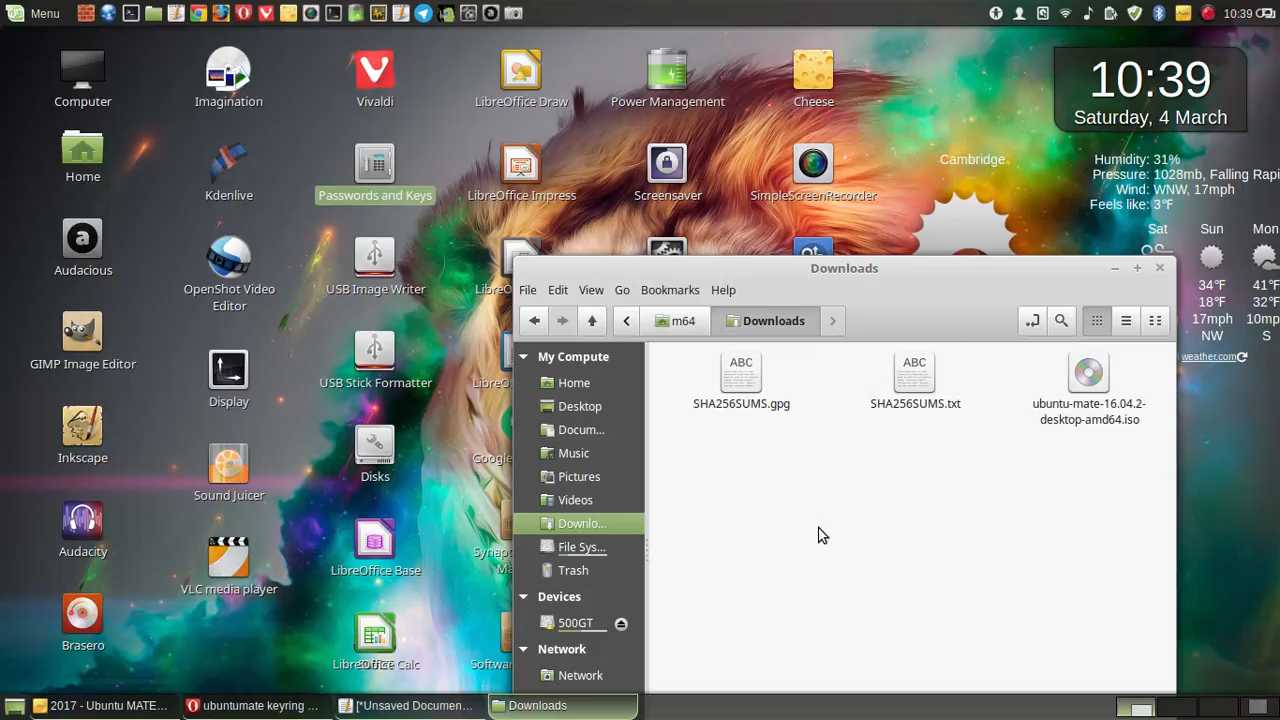 Menu
10:39
Computer
Imagination
Vivaldi
LibreOffice Draw
Power Management
Cheese
10:39
Saturday, 4 March
Home
Kdenlive
Passwords and Keys
LibreOffice Impress
Screensaver
SimpleScreenRecorder
Cambridge
Humidity: 31%
Pressure: 1028mb, Falling Rapi
Wind: WNW, 17mph
Feels like: 3°F
Sat
Sun
Mon
34°F
18°F
17mph
NW
41°F
32°F
10mp
S
weather.com
Audacious
OpenShot Video
Editor
USB Image Writer
GIMP Image Editor
Display
USB Stick Formatter
Inkscape
Sound Juicer
Disks
Audacity
VLC media player
LibreOffice Base
Brasero
LibreOffice Calc
Google
Synap
Softwa
Downloads
File Edit View Go Bookmarks Help
m64
Downloads
My Compute
Home
Desktop
Docum...
Music
Pictures
Videos
Downlo...
File Sys...
Trash
Devices
500GT
Network
Network
ABC
SHA256SUMS.gpg
ABC
SHA256SUMS.txt
ubuntu-mate-16.04.2-
desktop-amd64.iso
2017 - Ubuntu MATE...
ubuntumate keyring ...
[*Unsaved Documen...
Downloads